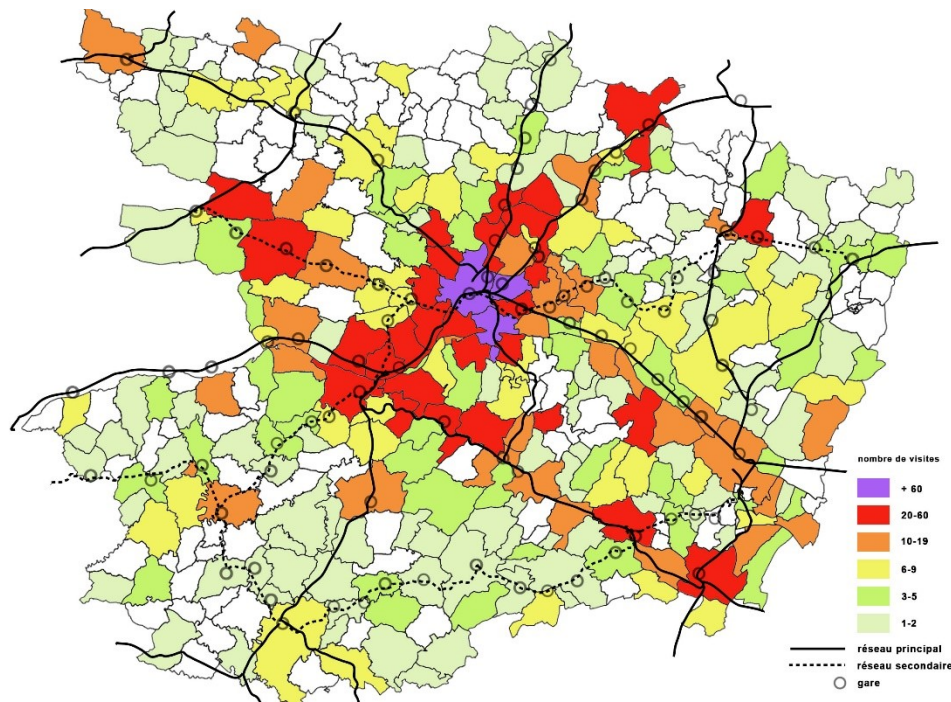 nombre de visites
+ 60
20-60
10-19
6-9
3-5
1-2
réseau principal
réseau secondaire
gare